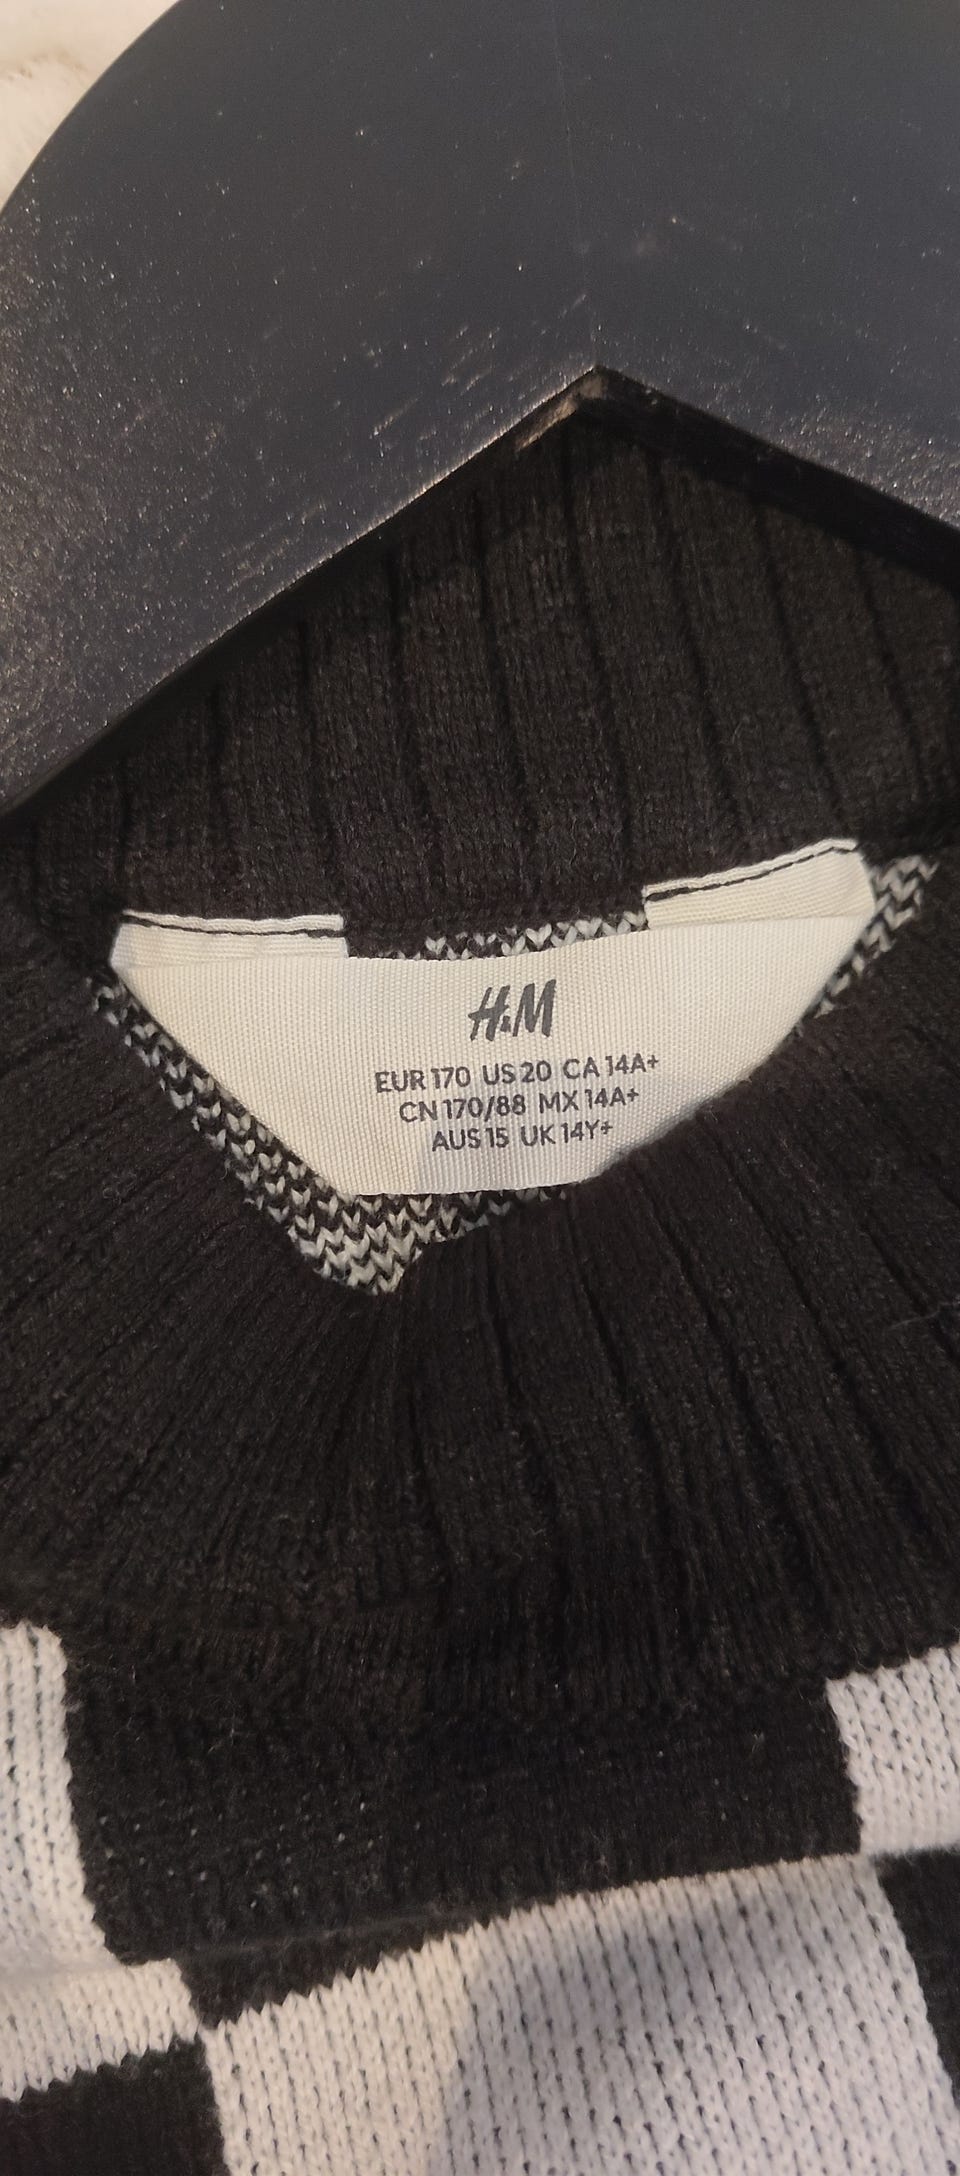 H&M
EUR 170 US 20 CA 14A+
CN 170/88 MX 14A+
AUS 15 UK 14Y+